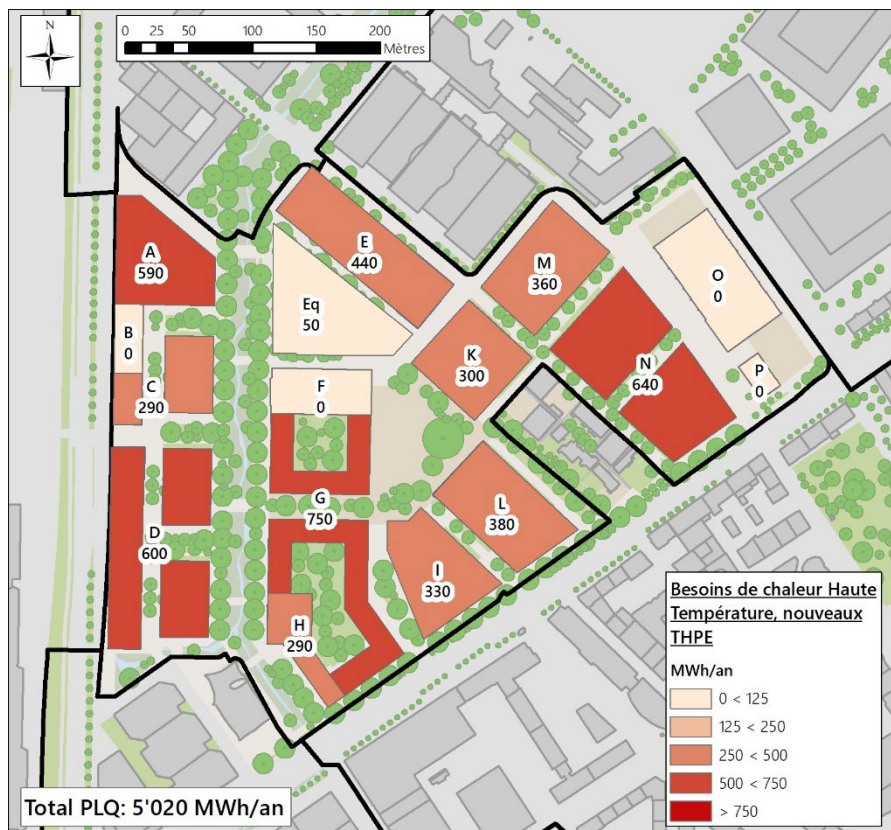 N
0 25 50 100 150 200
Mètres
A
590
B
0
C
290
D
600
E
440
Eq
50
F
0
G
750
H
290
I
330
K
300
L
380
M
360
N
640
O
0
P
0
Besoins de chaleur Haute
Température, nouveaux
THPE
MWh/an
0 < 125
125 < 250
250 < 500
500 < 750
> 750
Total PLQ: 5'020 MWh/an